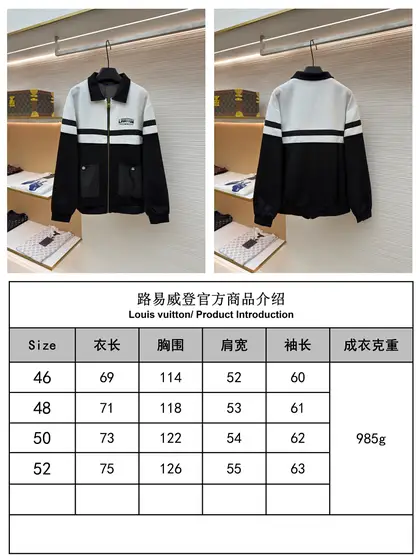 路易威登官方商品介绍
Louis vuitton/ Product Introduction
Size 衣长 胸围 肩宽 袖长 成衣克重
46 69 114 52 60
48 71 118 53 61
50 73 122 54 62
52 75 126 55 63
985g